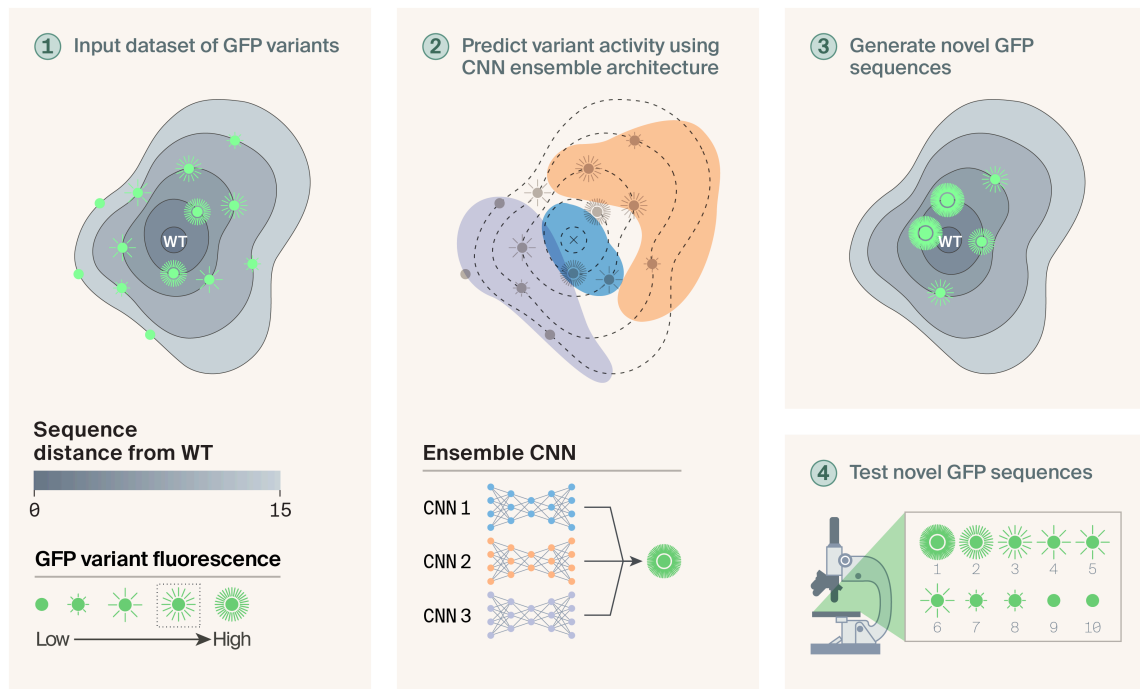 1 Input dataset of GFP variants
WT
Sequence
distance from WT
0 15
GFP variant fluorescence
Low High
2 Predict variant activity using
CNN ensemble architecture
Ensemble CNN
CNN 1
CNN 2
CNN 3
3 Generate novel GFP
sequences
WT
4 Test novel GFP sequences
1 2 3 4 5
6 7 8 9 10